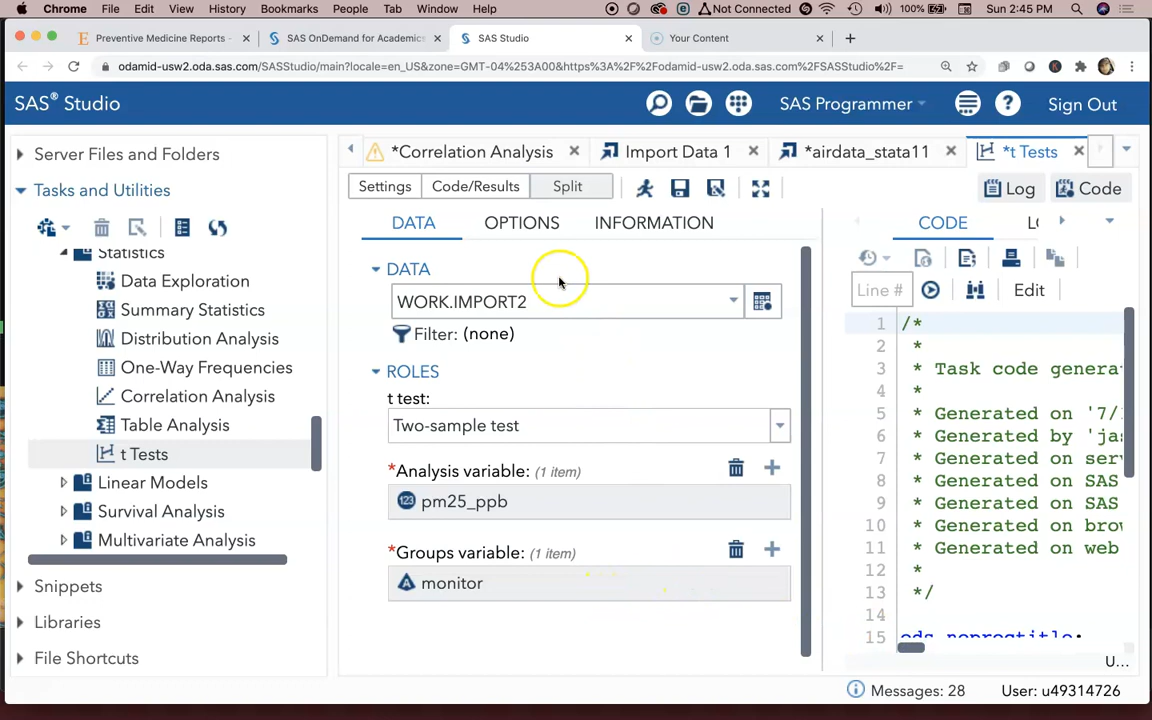 Chrome File Edit View History Bookmarks People Tab Window Help Not Connected 100% Sun 2:45 PM
Preventive Medicine Reports - SAS OnDemand for Academics SAS Studio Your Content
odamid-usw2.oda.sas.com/SASStudio/main?locale=en_US&zone=GMT-04%253A00&https%3A%2F%2Fodamid-usw2.oda.sas.com%2FSASStudio%2F=
SAS® Studio SAS Programmer Sign Out
Server Files and Folders
*Correlation Analysis Import Data 1 *airdata_stata11 *t Tests
Tasks and Utilities
Settings Code/Results Split Log Code
DATA OPTIONS INFORMATION CODE
Statistics
Data Exploration
Summary Statistics
Distribution Analysis
One-Way Frequencies
Correlation Analysis
Table Analysis
t Tests
Linear Models
Survival Analysis
Multivariate Analysis
Snippets
Libraries
File Shortcuts
DATA
WORK.IMPORT2
Filter: (none)
ROLES
t test:
Two-sample test
*Analysis variable: (1 item)
123 pm25_ppb
*Groups variable: (1 item)
A monitor
Line # Edit
1 /*
2 *
3 * Task code genera
4 *
5 * Generated on '7/
6 * Generated by 'jas
7 * Generated on ser
8 * Generated on SAS
9 * Generated on SAS
10 * Generated on brow
11 * Generated on web
12 *
13 */
14
15 ods noproctitle;
U...
Messages: 28 User: u49314726